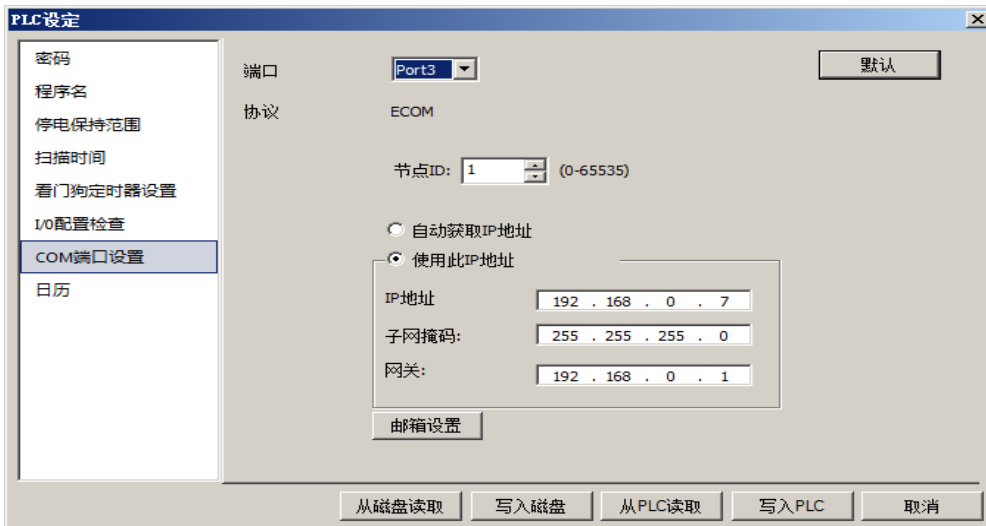 PLC设定
密码
程序名
停电保持范围
扫描时间
看门狗定时器设置
I/0配置检查
COM端口设置
日历
端口
Port3
默认
协议
ECOM
节点ID:
1
(0-65535)
自动获取IP地址
使用此IP地址
IP地址
192 . 168 . 0 . 7
子网掩码:
255 . 255 . 255 . 0
网关:
192 . 168 . 0 . 1
邮箱设置
从磁盘读取
写入磁盘
从PLC读取
写入PLC
取消